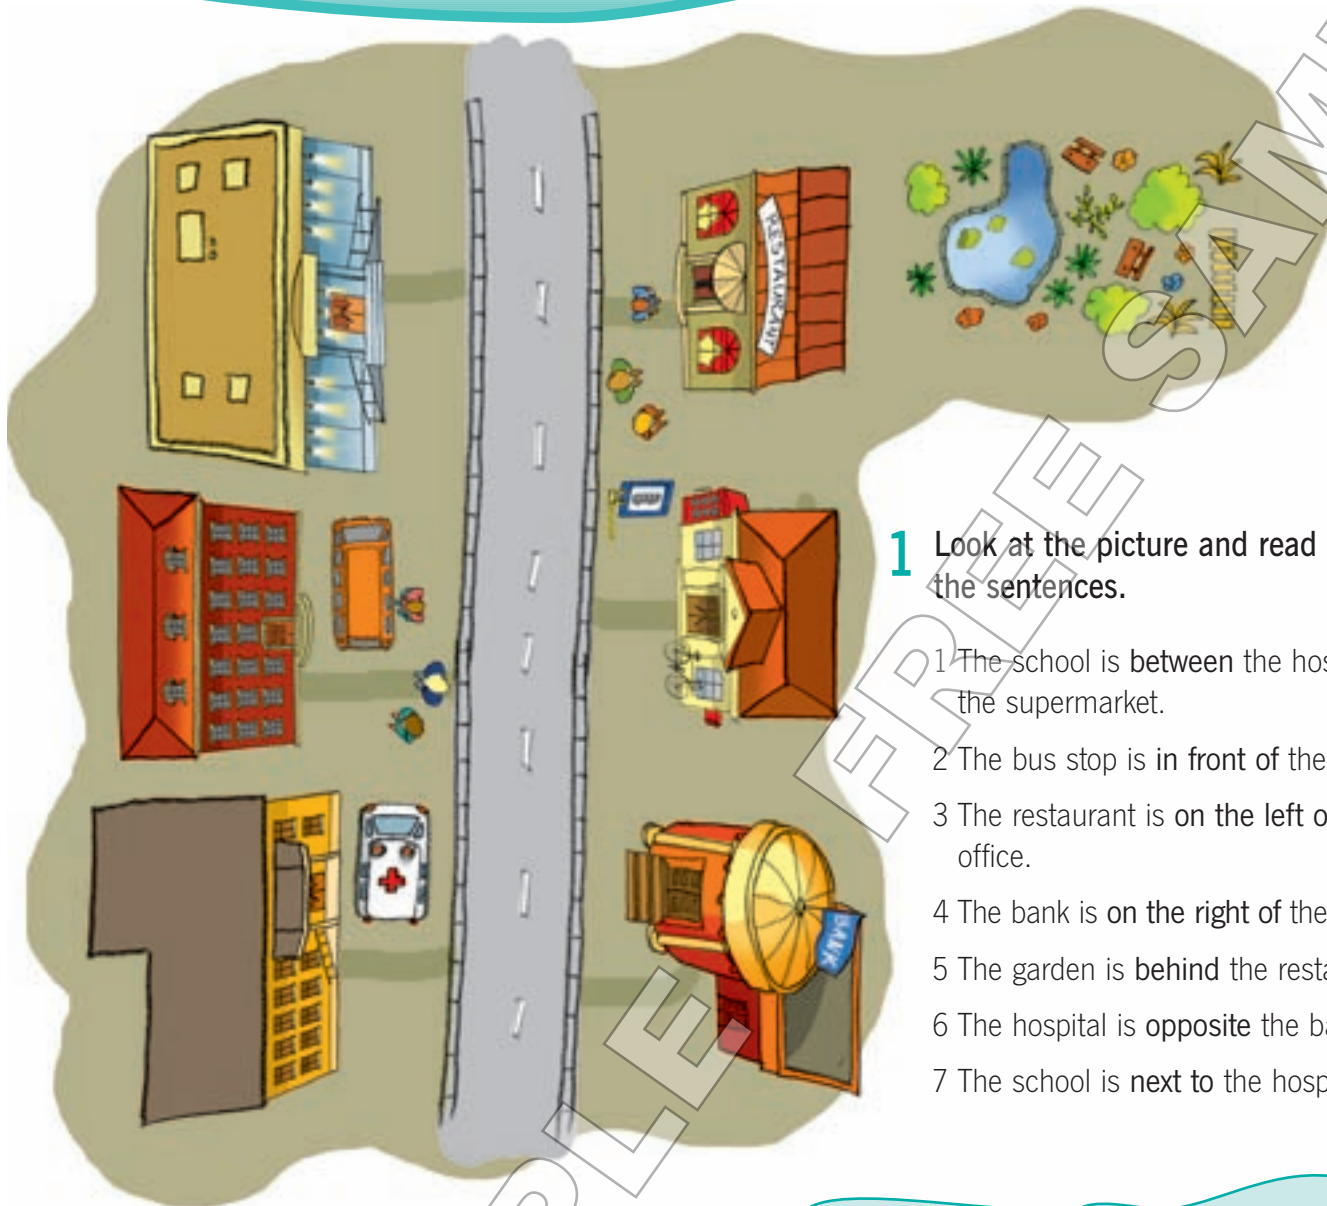 RESTAURANT
BANK
1 Look at the picture and read
the sentences.
1 The school is between the hos
the supermarket.
2 The bus stop is in front of the
3 The restaurant is on the left o
office.
4 The bank is on the right of the
5 The garden is behind the resta
6 The hospital is opposite the ba
7 The school is next to the hosp
FREE SAM
PLE